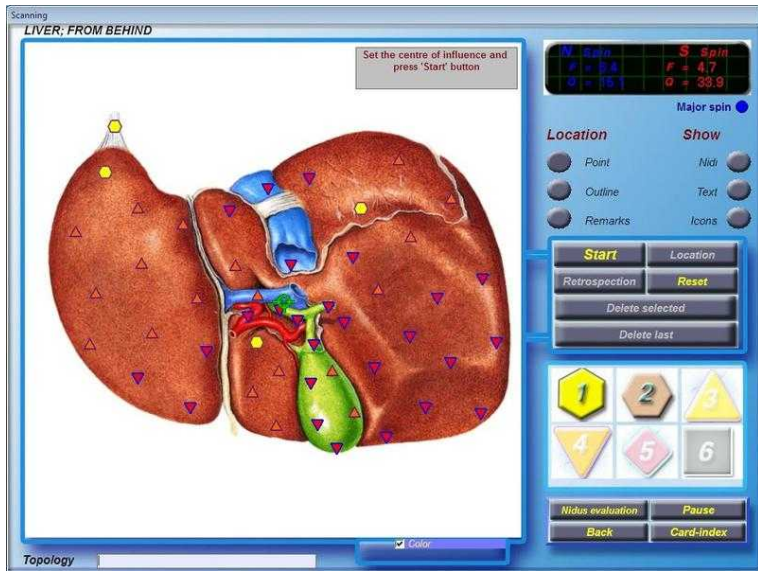 Scanning
LIVER; FROM BEHIND
Set the centre of influence and
press 'Start' button
N Spin
S Spin
F = 4.7
Q = 33.9
Major spin
Location
Show
Point
Nidi
Outline
Text
Remarks
Icons
Start
Location
Retrospection
Reset
Delete selected
Delete last
1
2
3
4
5
6
Nidus evaluation
Pause
Back
Card-index
Color
Topology